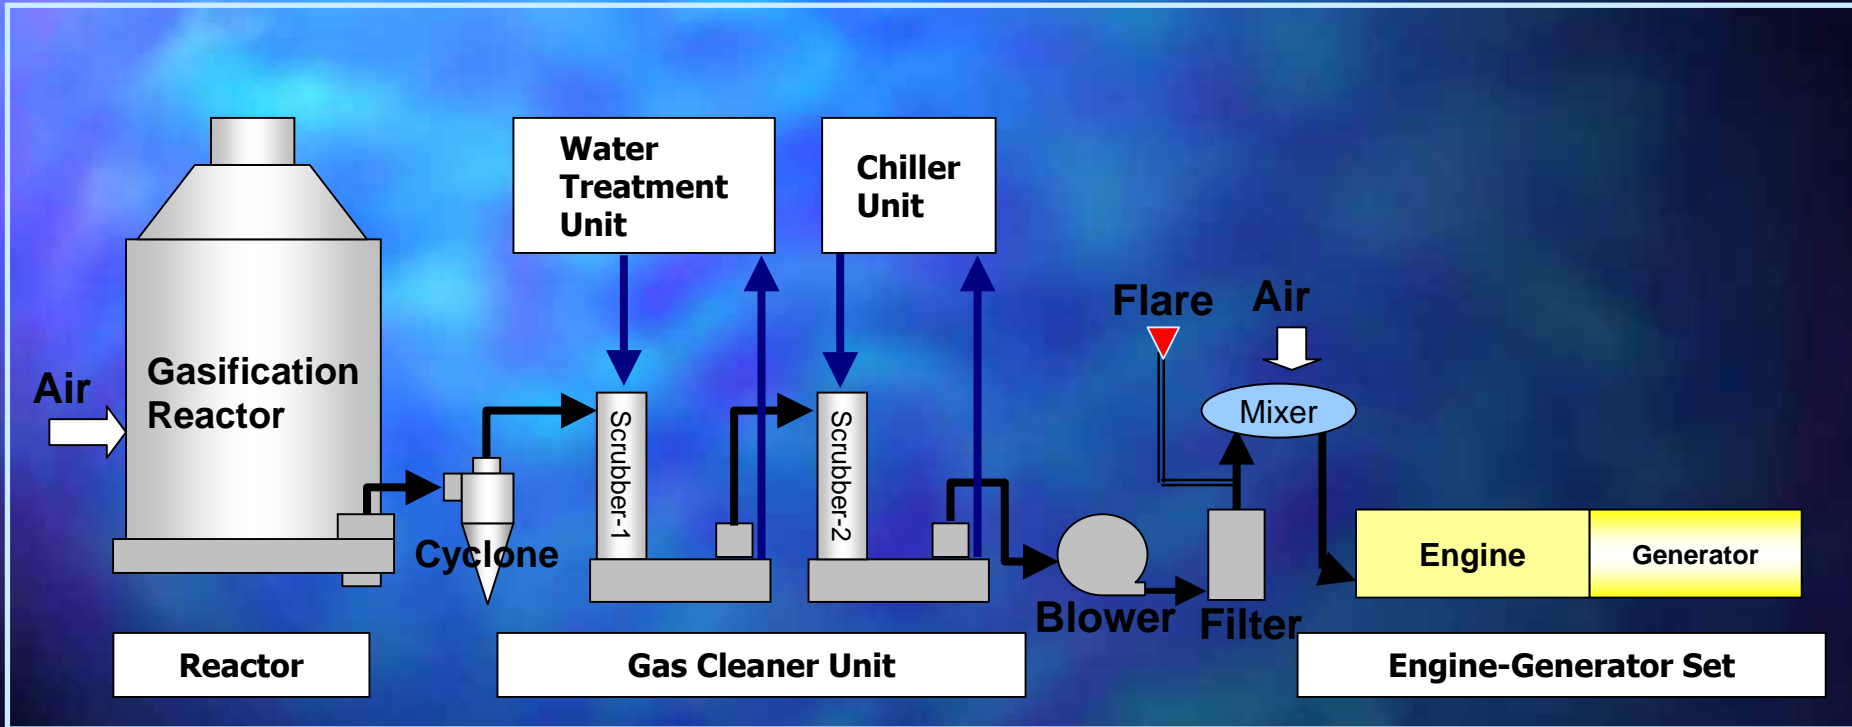 Water
Treatment
Unit
Chiller
Unit
Flare
Air
Air
Gasification
Reactor
Mixer
Scrubber-1
Scrubber-2
Cyclone
Engine
Generator
Blower
Filter
Reactor
Gas Cleaner Unit
Engine-Generator Set